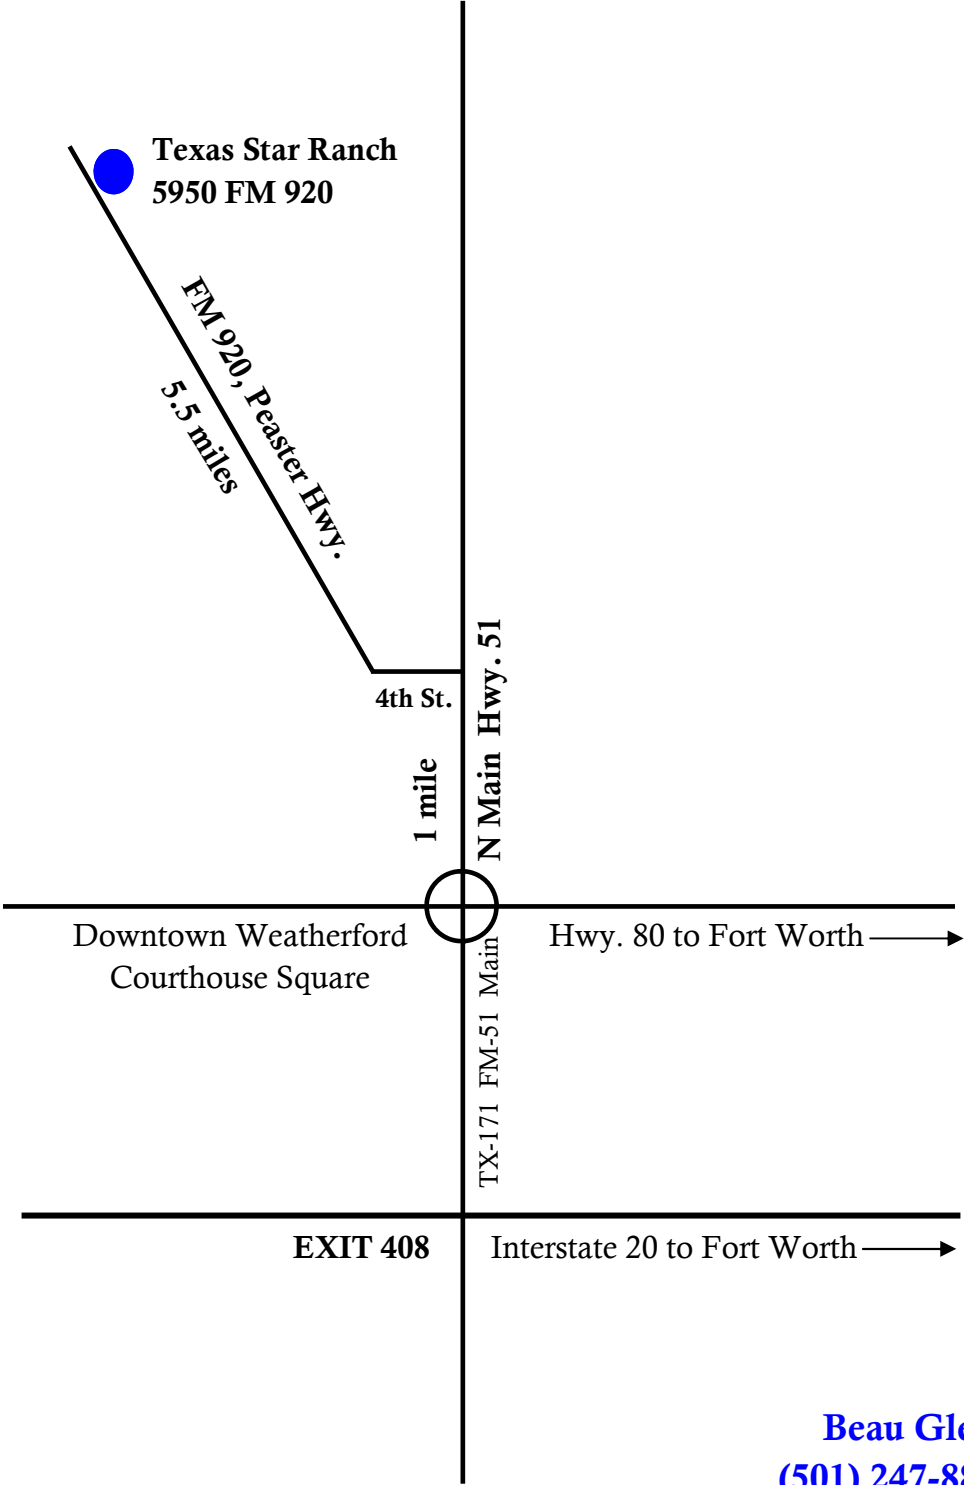 Texas Star Ranch
5950 FM 920
FM 920, Peaster Hwy.
5.5 miles
N Main Hwy. 51
4th St.
1 mile
Downtown Weatherford
Courthouse Square
Hwy. 80 to Fort Worth
TX-171 FM-51 Main
EXIT 408
Interstate 20 to Fort Worth
Beau
(501)